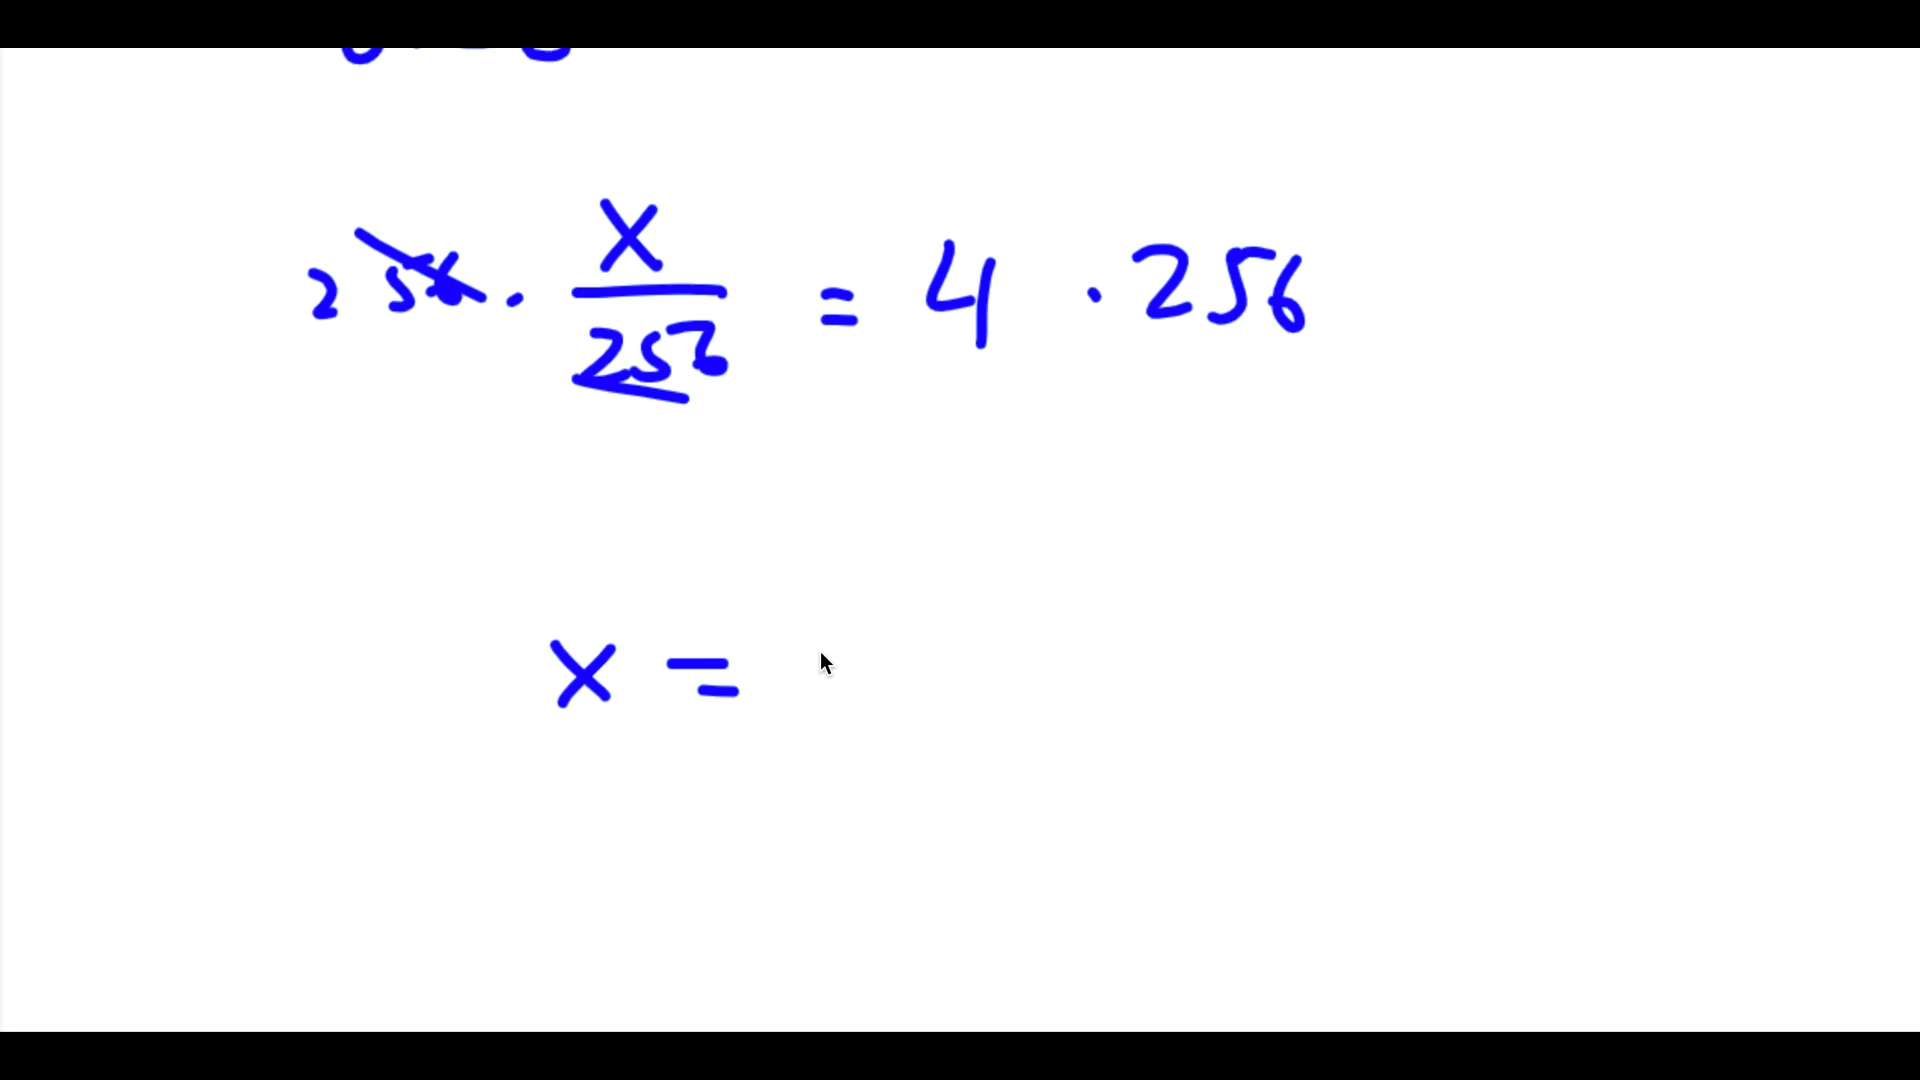 256 · x/256 = 4 · 256
x =